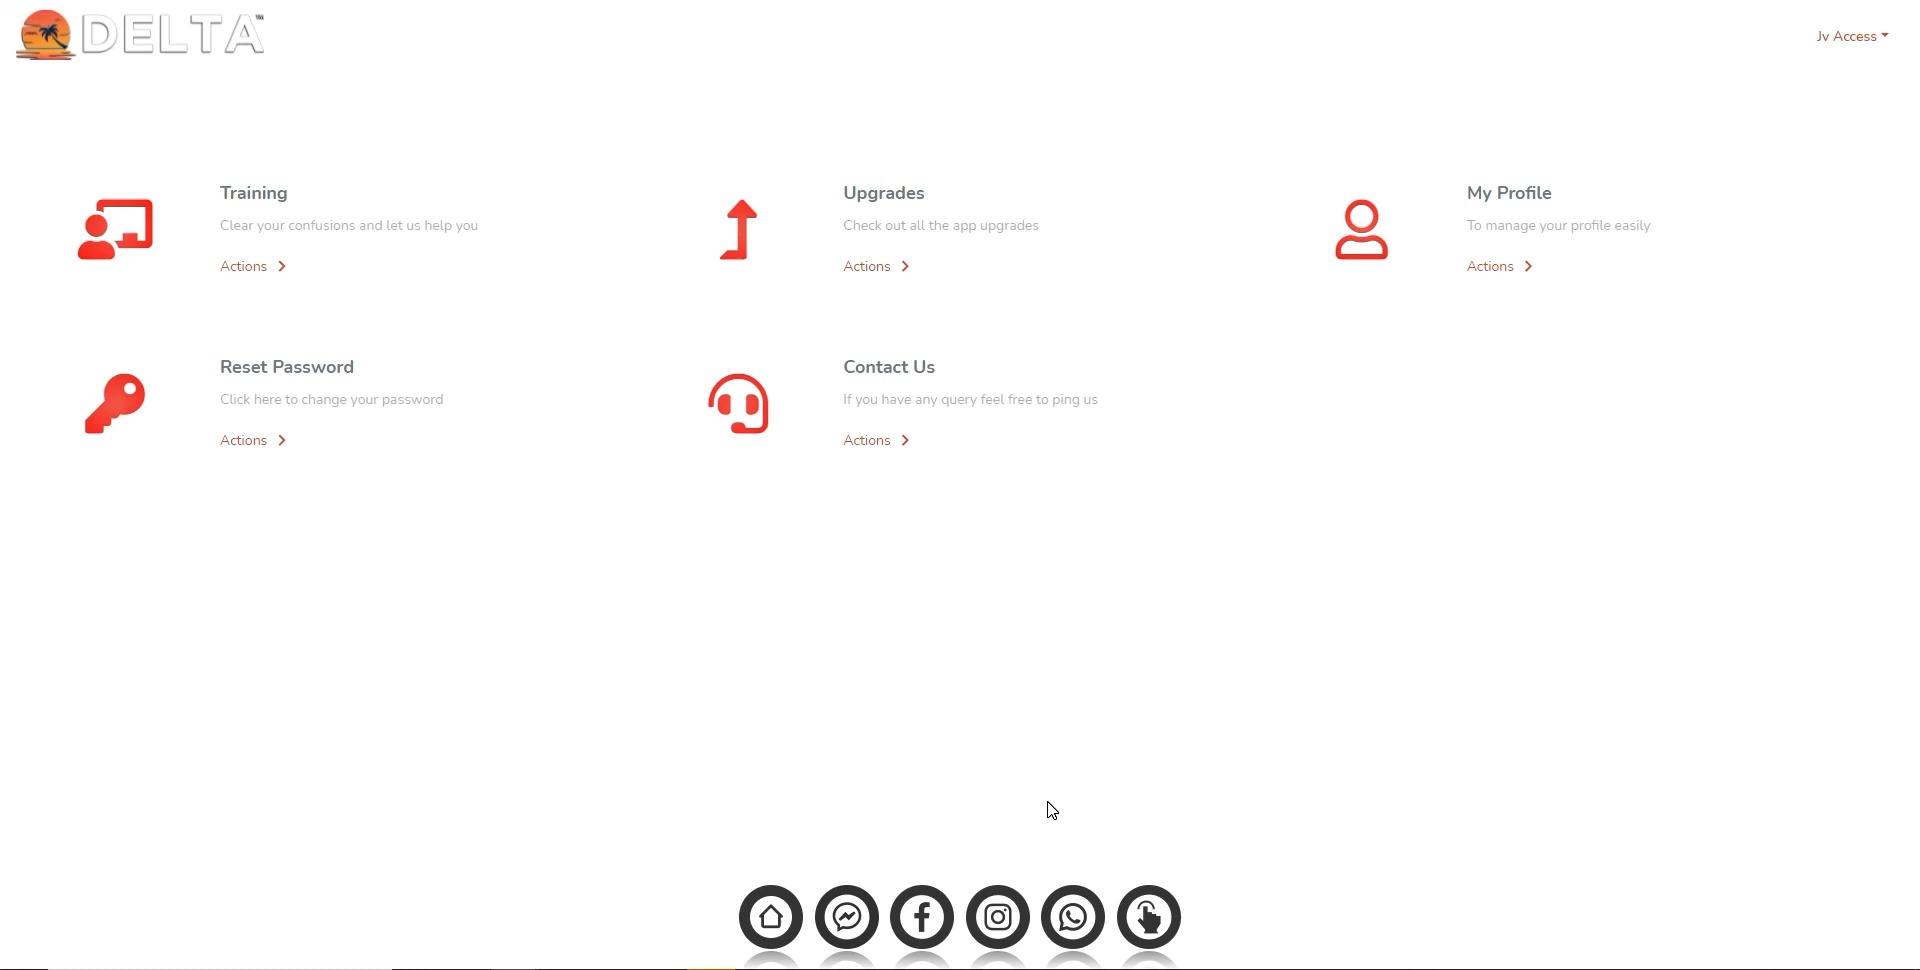 DELTA™
Jv Access
Training
Clear your confusions and let us help you
Actions
Upgrades
Check out all the app upgrades
Actions
My Profile
To manage your profile easily
Actions
Reset Password
Click here to change your password
Actions
Contact Us
If you have any query feel free to ping us
Actions